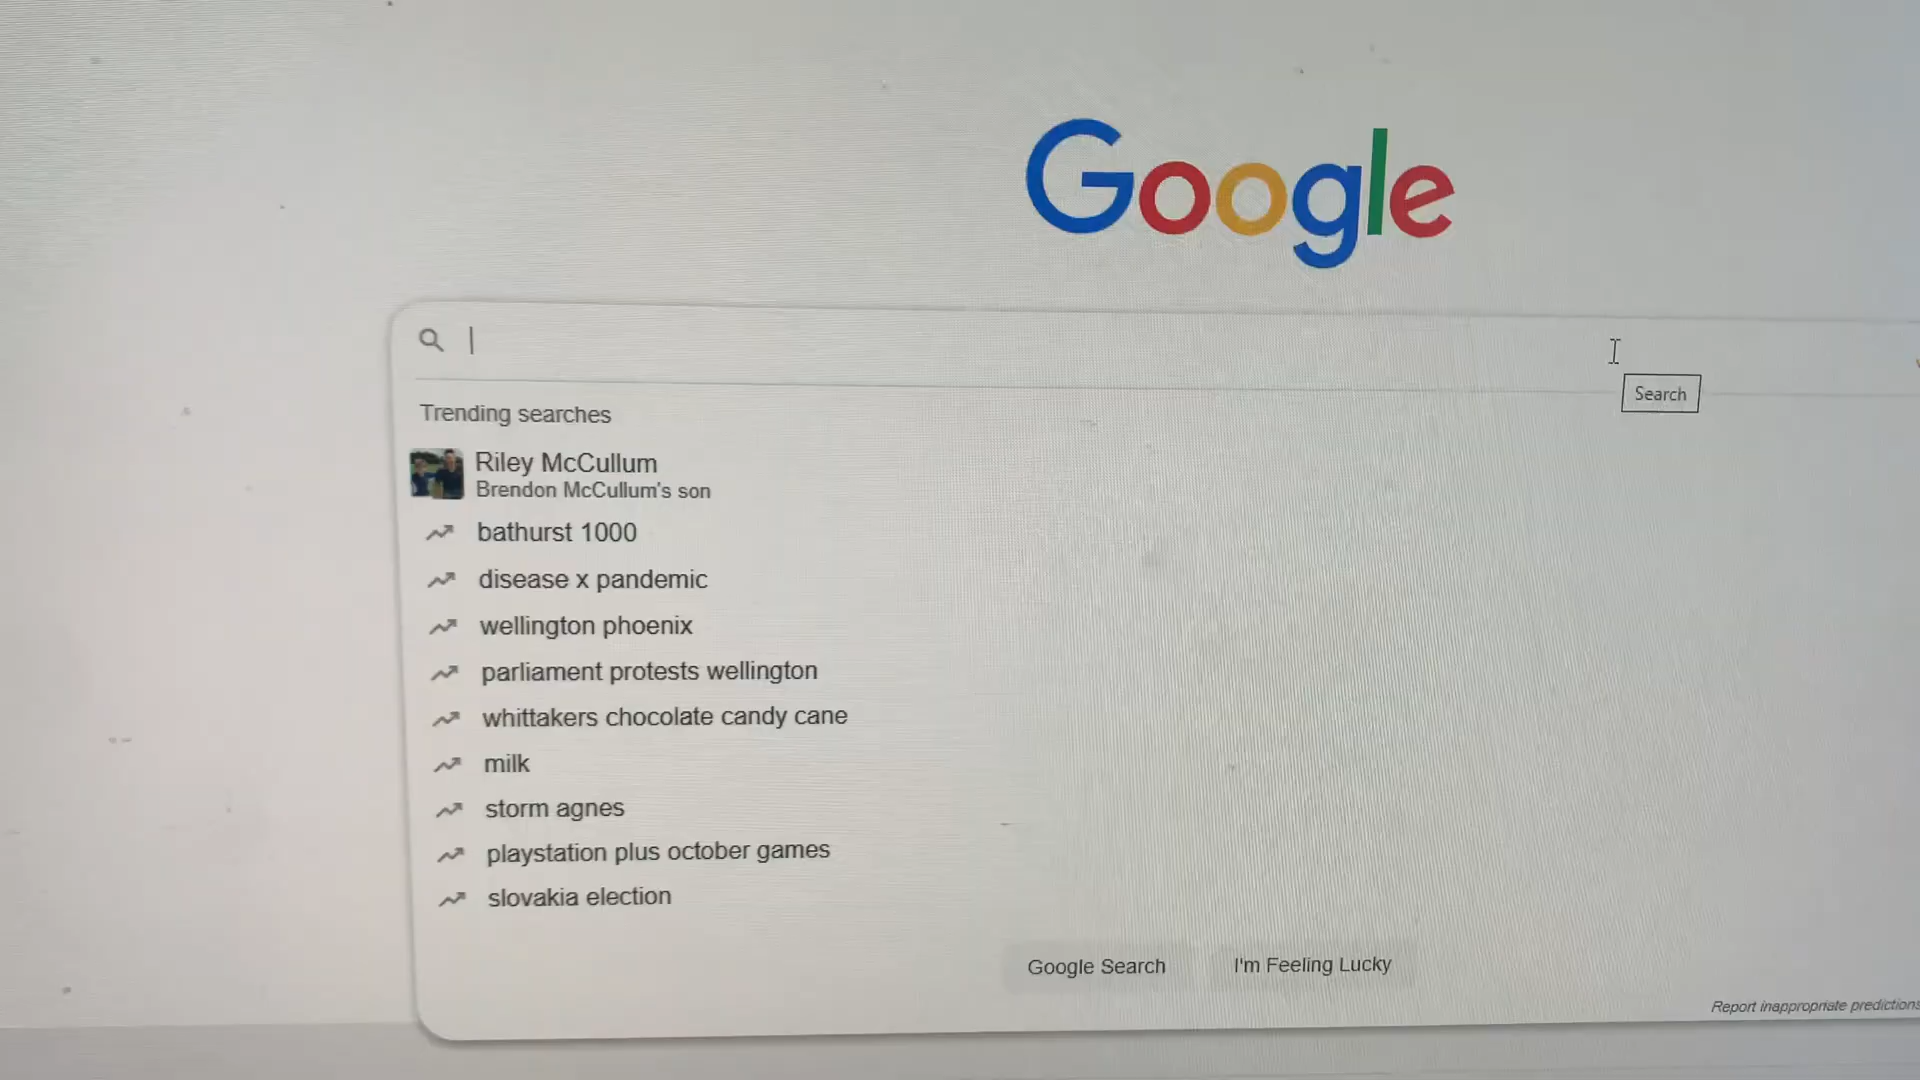 Google
Search
Trending searches
Riley McCullum
Brendon McCullum's son
bathurst 1000
disease x pandemic
wellington phoenix
parliament protests wellington
whittakers chocolate candy cane
milk
storm agnes
playstation plus october games
slovakia election
Google Search
I'm Feeling Lucky
Report inappropriate predictions